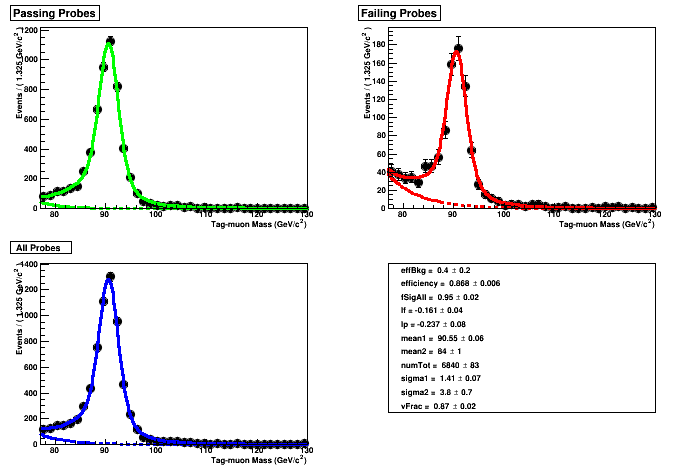 Passing Probes
Events / ( 1.325 GeV/c² )
1200
1000
800
600
400
200
0
80 90 100 110 120 130
Tag-muon Mass (GeV/c²)
Failing Probes
Events / ( 1.325 GeV/c² )
180
160
140
120
100
80
60
40
20
0
80 90 100 110 120 130
Tag-muon Mass (GeV/c²)
All Probes
Events / ( 1.325 GeV/c² )
1400
1200
1000
800
600
400
200
0
80 90 100 110 120 130
Tag-muon Mass (GeV/c²)
effBkg = 0.4 ± 0.2
efficiency = 0.868 ± 0.006
fSigAll = 0.95 ± 0.02
lf = -0.161 ± 0.04
lp = -0.237 ± 0.08
mean1 = 90.55 ± 0.06
mean2 = 84 ± 1
numTot = 6840 ± 83
sigma1 = 1.41 ± 0.07
sigma2 = 3.8 ± 0.7
vFrac = 0.87 ± 0.02